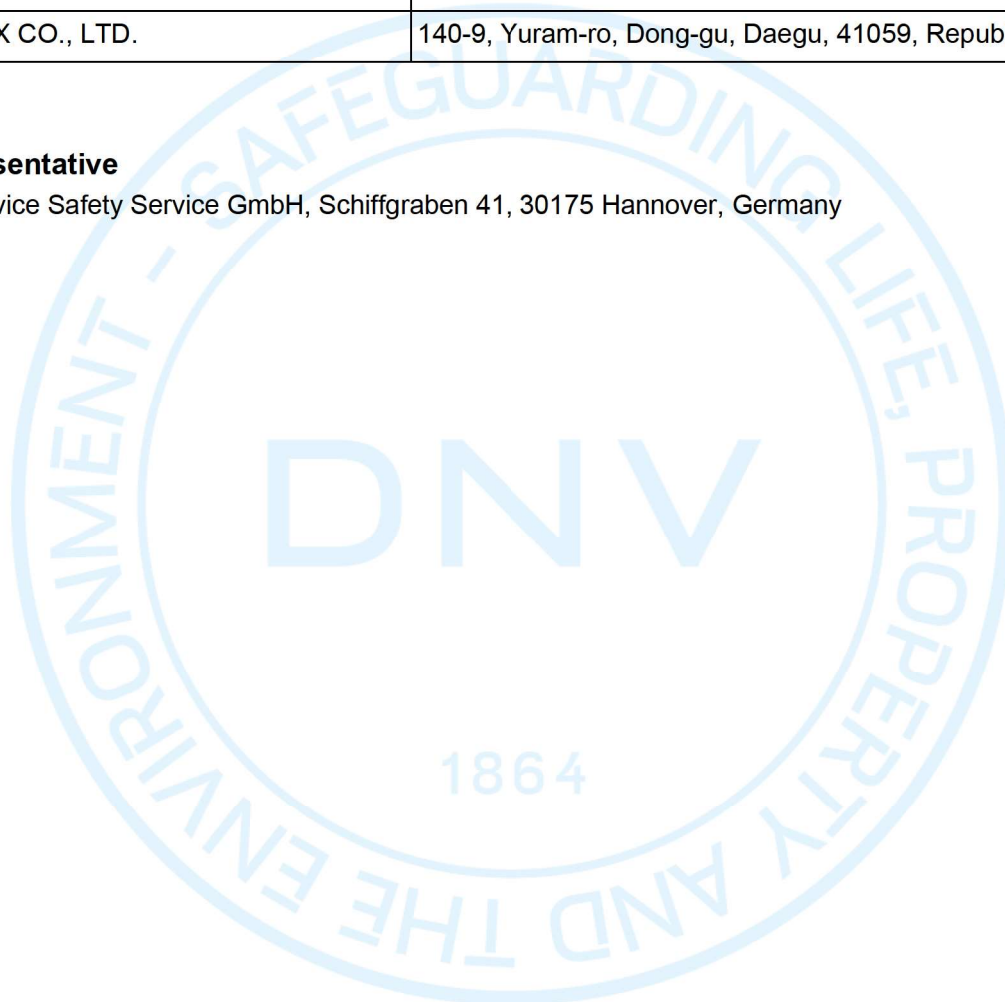 X CO., LTD. 140-9, Yuram-ro, Dong-gu, Daegu, 41059, Repub
sentative
vice Safety Service GmbH, Schiffgraben 41, 30175 Hannover, Germany
SAFEGUARDING LIFE, PROPERTY AND THE ENVIRONMENT -
DNV
1864